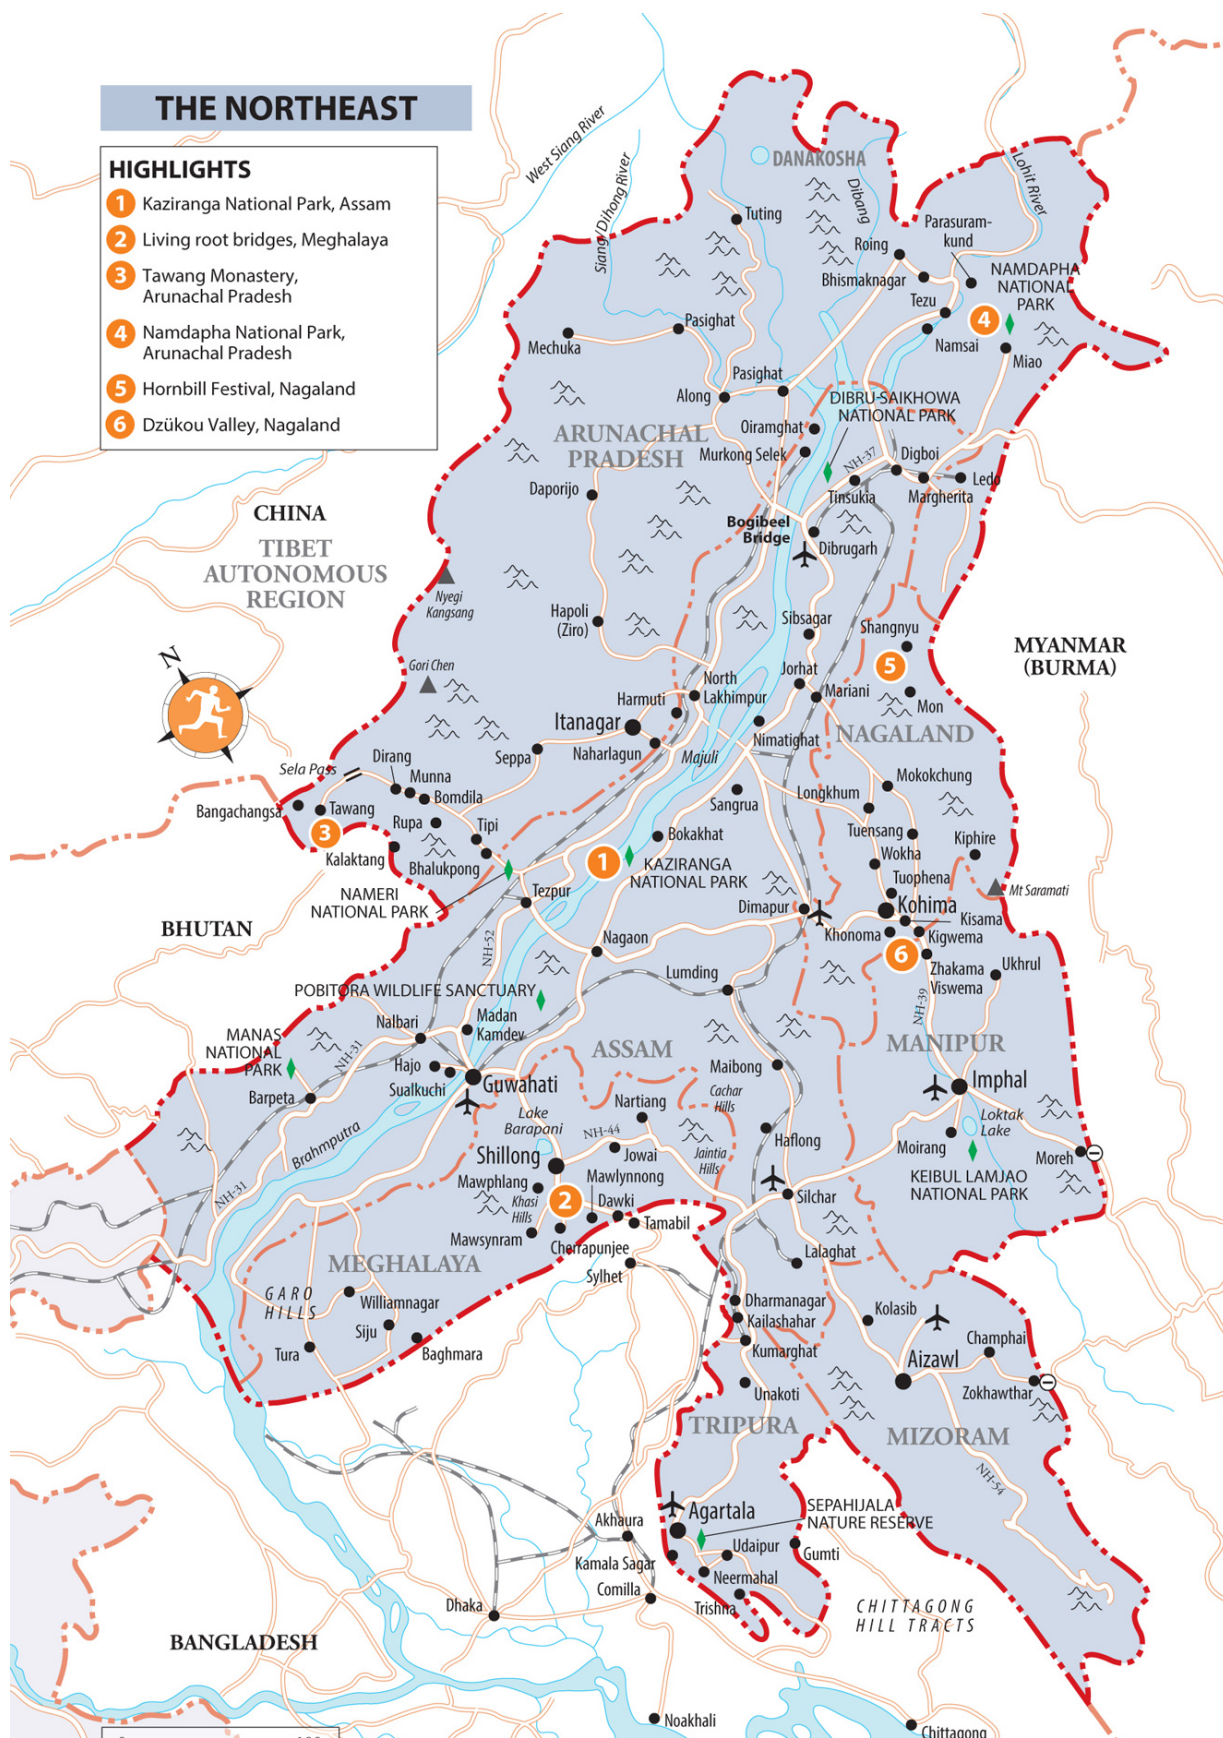 THE NORTHEAST
HIGHLIGHTS
1 Kaziranga National Park, Assam
2 Living root bridges, Meghalaya
3 Tawang Monastery,
Arunachal Pradesh
4 Namdapha National Park,
Arunachal Pradesh
5 Hornbill Festival, Nagaland
6 Dzükou Valley, Nagaland
West Siang River
Siang/Dihong River
DANAKOSHA
Dibang
Lohit River
Tuting
Roing
Parasuram-
kund
Bhismaknagar
NAMDAPHA
NATIONAL
PARK
Tezu
4
Pasighat
Namsai
Mechuka
Miao
Pasighat
Along
DIBRU-SAIKHOWA
NATIONAL PARK
Oiramghat
ARUNACHAL
PRADESH
Murkong Selek
NH-37
Digboi
Daporijo
Tinsukia
Margherita
Ledo
CHINA
TIBET
AUTONOMOUS
REGION
Bogibeel
Bridge
Dibrugarh
Nyegi
Kangsang
Hapoli
(Ziro)
Sibsagar
Shangnyu
MYANMAR
(BURMA)
N
Gori Chen
5
Jorhat
North
Lakhimpur
Mariani
Mon
Harmuti
Itanagar
NAGALAND
Naharlagun
Nimatighat
Seppa
Majuli
Sela Pass
Dirang
Munna
Bomdila
Mokokchung
Longkhum
Sangrua
Bangachangsa
Tawang
3
Rupa
Tipi
Bokakhat
Tuensang
Kiphire
Kalaktang
Bhalukpong
1
KAZIRANGA
NATIONAL PARK
Wokha
Tuophena
Mt Saramati
NAMERI
NATIONAL PARK
Tezpur
Dimapur
Kohima
Kisama
BHUTAN
Khonoma
Kigwema
NH-52
Nagaon
6
Zhakama
Viswema
Ukhrul
Lumding
POBITORA WILDLIFE SANCTUARY
NH-39
Nalbari
Madan
Kamdev
MANAS
NATIONAL
PARK
NH-31
ASSAM
MANIPUR
Hajo
Maibong
Sualkuchi
Guwahati
Imphal
Barpeta
Cachar
Hills
Nartiang
Lake
Barapani
Loktak
Lake
NH-44
Haflong
Brahmputra
Jowai
Jaintia
Hills
Moirang
Moreh
Shillong
Mawlynnong
KEIBUL LAMJAO
NATIONAL PARK
Mawphlang
NH-31
Khasi
Hills
2
Dawki
Silchar
Tamabil
Mawsynram
Cherrapunjee
MEGHALAYA
Lalaghat
Sylhet
GARO
HILLS
Williamnagar
Dharmanagar
Kolasib
Kailashahar
Siju
Baghmara
Kumarghat
Champhai
Tura
Aizawl
Unakoti
Zokhawthar
TRIPURA
MIZORAM
NH-54
Agartala
SEPAHIJALA
NATURE RESERVE
Akhaura
Udaipur
Gumti
Kamala Sagar
Neermahal
Comilla
Trishna
Dhaka
CHITTAGONG
HILL TRACTS
BANGLADESH
Noakhali
Chittagong